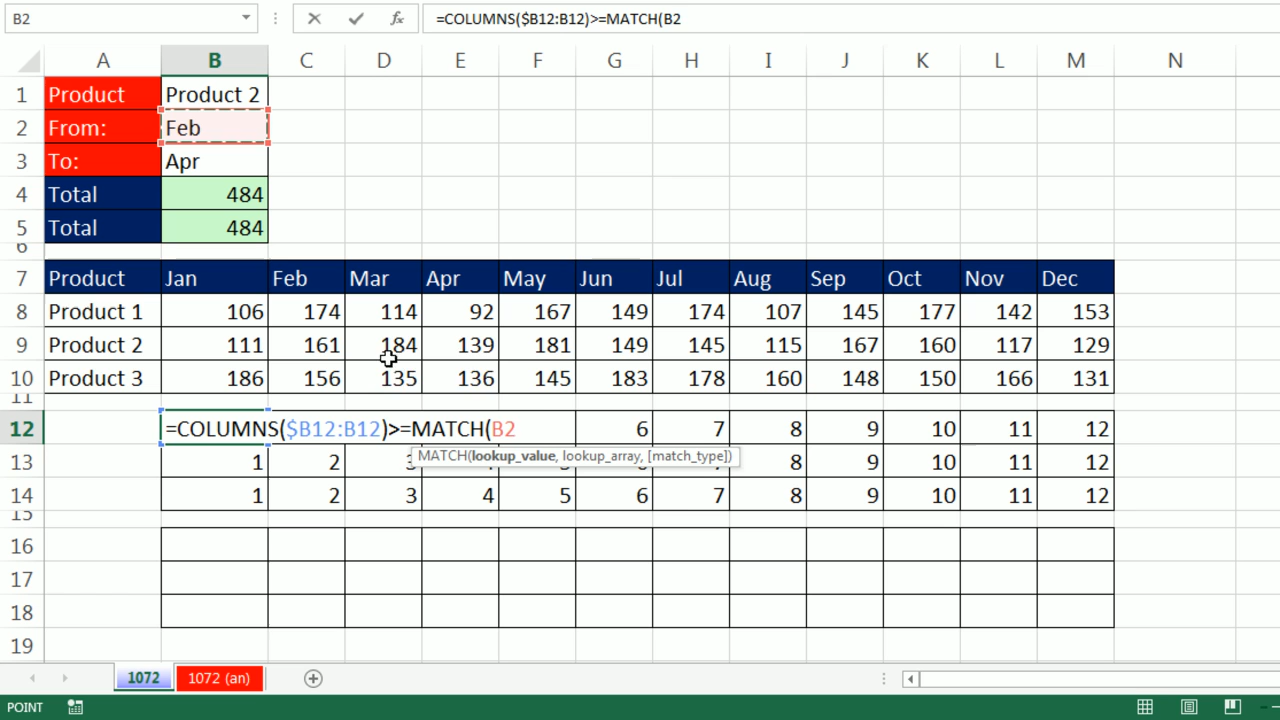 B2 fx =COLUMNS($B12:B12)>=MATCH(B2
A B C D E F G H I J K L M N
1 Product Product 2
2 From: Feb
3 To: Apr
4 Total 484
5 Total 484
6
7 Product Jan Feb Mar Apr May Jun Jul Aug Sep Oct Nov Dec
8 Product 1 106 174 114 92 167 149 174 107 145 177 142 153
9 Product 2 111 161 184 139 181 149 145 115 167 160 117 129
10 Product 3 186 156 135 136 145 183 178 160 148 150 166 131
11
12 =COLUMNS($B12:B12)>=MATCH(B2 6 7 8 9 10 11 12
MATCH(lookup_value, lookup_array, [match_type])
13 1 2 8 9 10 11 12
14 1 2 3 4 5 6 7 8 9 10 11 12
15
16
17
18
19
1072 1072 (an)
POINT